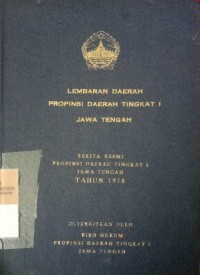 LEMBARAN DAERAH
PROPINSI DAERAH TINGKAT I
JAWA TENGAH
BERITA RESMI
PROPINSI DAERAH TINGKAT I
JAWA TENGAH
TAHUN 1978
DITERBITKAN OLEH
BIRO HUKUM
PROPINSI DAERAH TINGKAT I
JAWA TENGAH